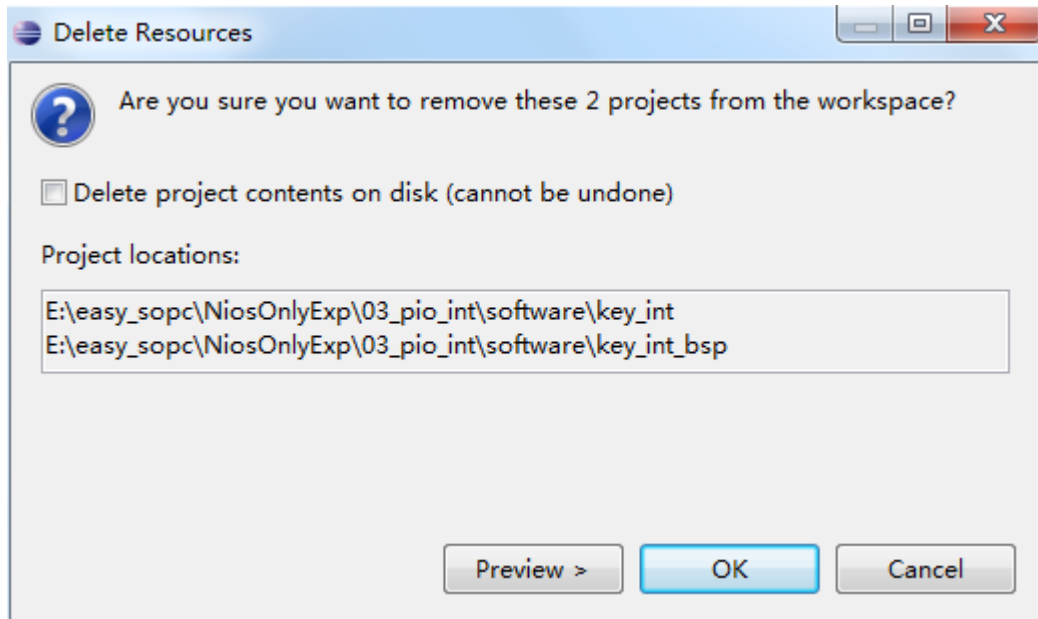 Delete Resources
Are you sure you want to remove these 2 projects from the workspace?
Delete project contents on disk (cannot be undone)
Project locations:
E:\easy_sopc\NiosOnlyExp\03_pio_int\software\key_int
E:\easy_sopc\NiosOnlyExp\03_pio_int\software\key_int_bsp
Preview > OK Cancel